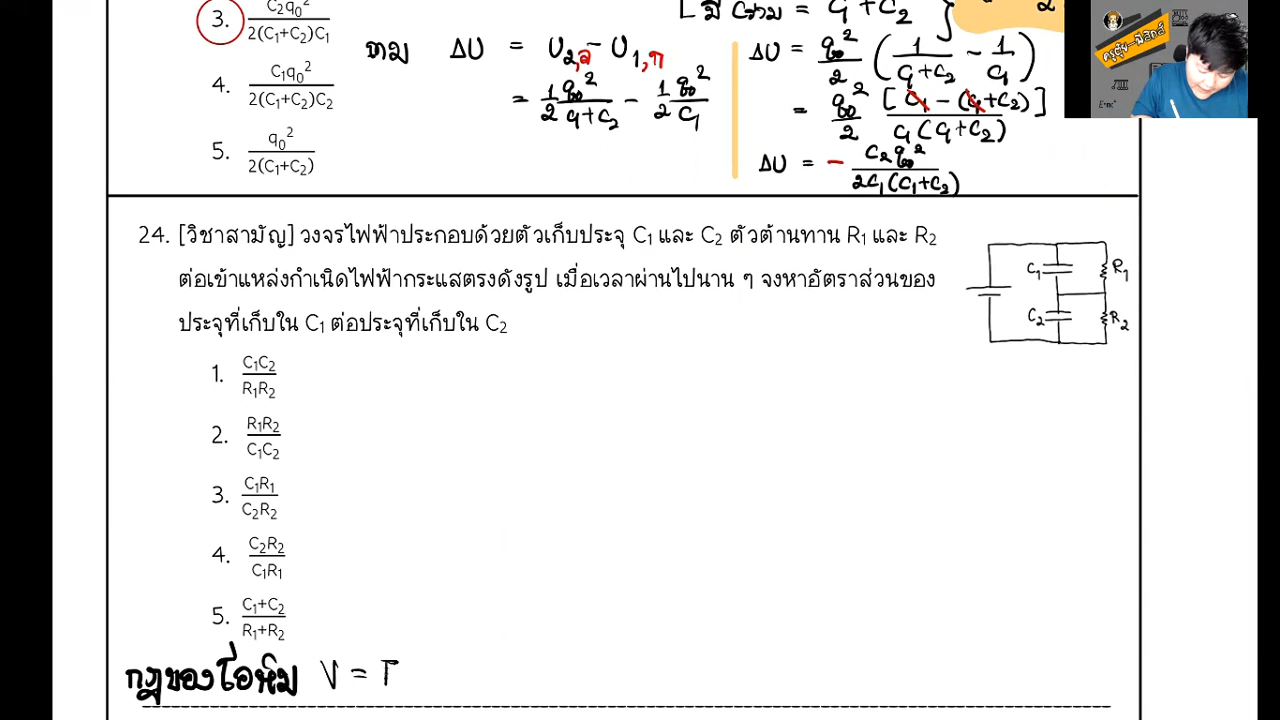 3. C₂q₀²/2(C₁+C₂)C₁
4. C₁q₀²/2(C₁+C₂)C₂
5. q₀²/2(C₁+C₂)
= C₁ + C₂
ΔU = U₂,ล - U₁,ก
= 1/2 q₀²/C₁+C₂ - 1/2 q₀²/C₁
ΔU = q₀²/2 (1/C₁+C₂ - 1/C₁)
= q₀²/2 [C₁ - (C₁+C₂)]/C₁(C₁+C₂)
ΔU = - C₂q₀²/2C₁(C₁+C₂)
ครูตุ้ย-ฟิสิกส์
E=mc²
24. [วิชาสามัญ] วงจรไฟฟ้าประกอบด้วยตัวเก็บประจุ C₁ และ C₂ ตัวต้านทาน R₁ และ R₂
ต่อเข้าแหล่งกำเนิดไฟฟ้ากระแสตรงดังรูป เมื่อเวลาผ่านไปนาน ๆ จงหาอัตราส่วนของ
ประจุที่เก็บใน C₁ ต่อประจุที่เก็บใน C₂
C₁ R₁
C₂ R₂
1. C₁C₂/R₁R₂
2. R₁R₂/C₁C₂
3. C₁R₁/C₂R₂
4. C₂R₂/C₁R₁
5. C₁+C₂/R₁+R₂
กฎของโอห์ม V = I